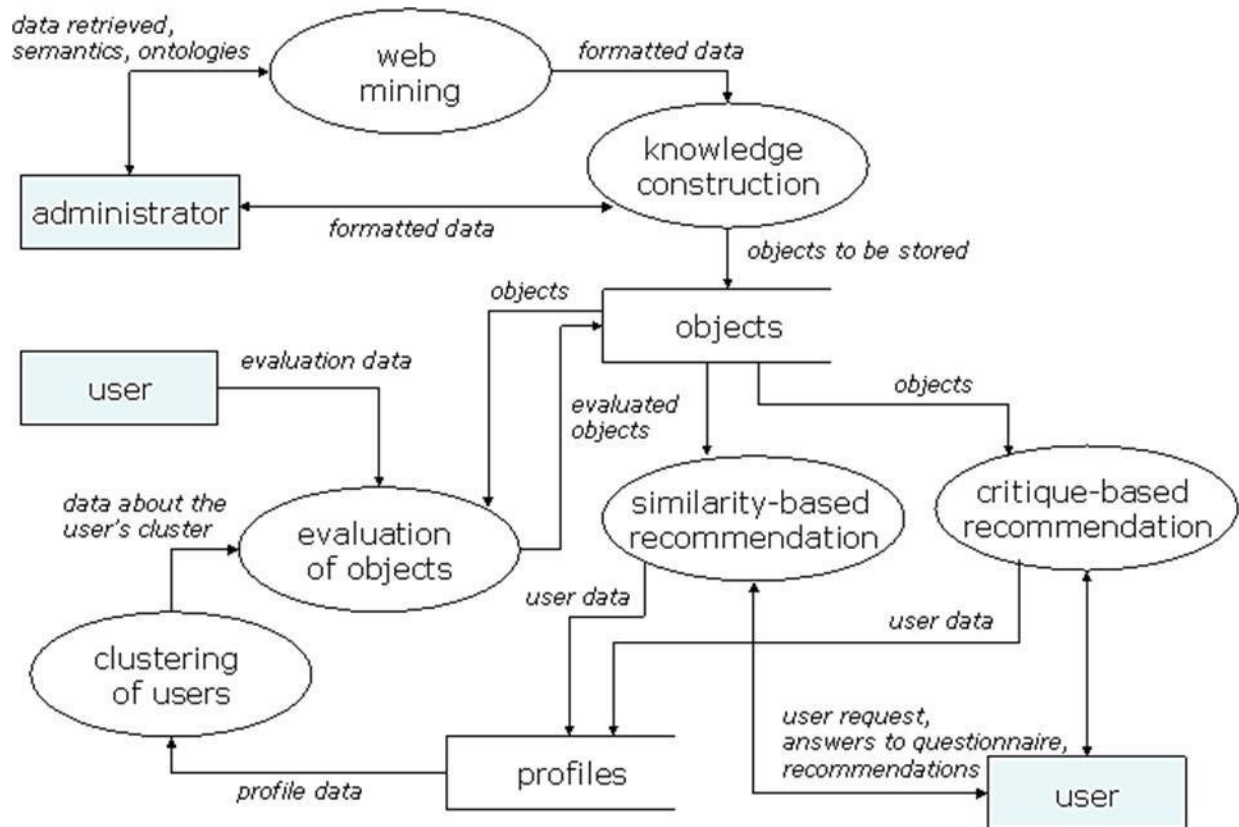 data retrieved,
semantics, ontologies
web
mining
formatted data
knowledge
construction
administrator
formatted data
objects to be stored
objects
objects
user
evaluation data
evaluated
objects
objects
data about the
user's cluster
evaluation
of objects
similarity-based
recommendation
critique-based
recommendation
user data
user data
clustering
of users
user request,
answers to questionnaire,
recommendations
profiles
profile data
user